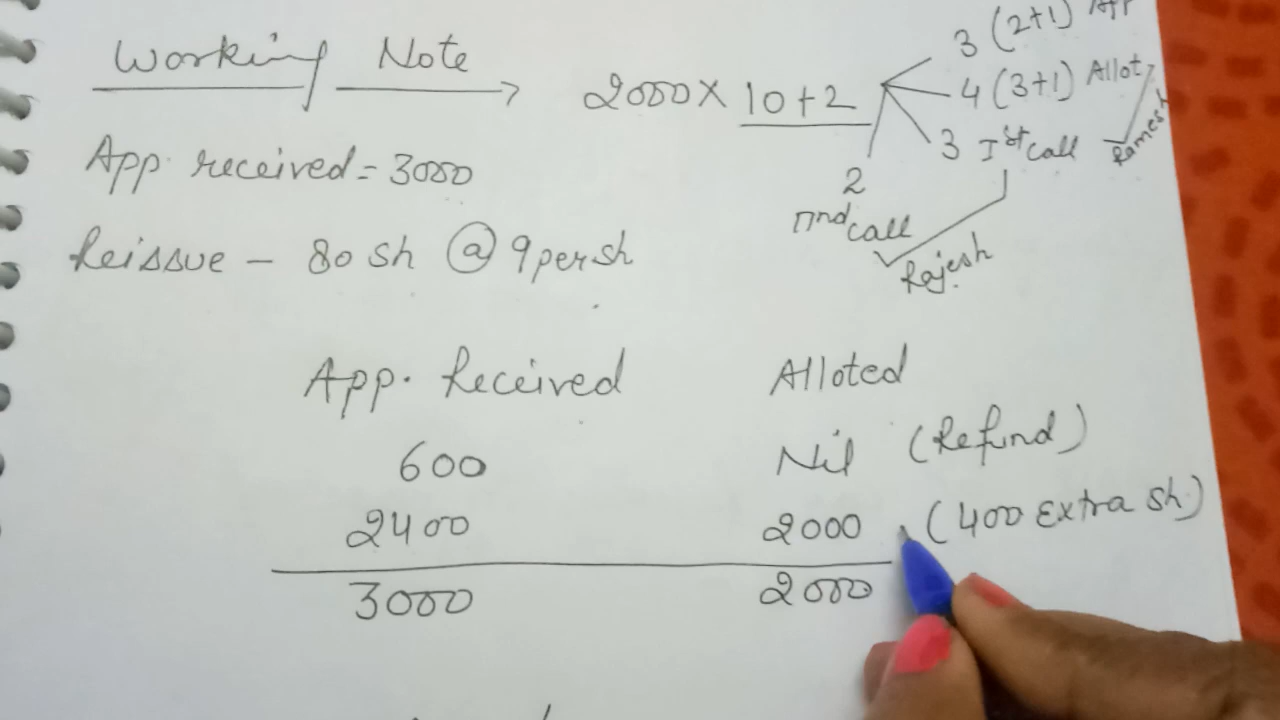 Working Note
2000 × 10+2
3 (2+1) App
4 (3+1) Allot
3 Ist call
2
IInd call
Ramesh
Rajesh
App. received = 3000
Reissue - 80 sh @ 9 per sh
App. Received Alloted
600 Nil (Refund)
2400 2000 (400 Extra sh)
3000 2000